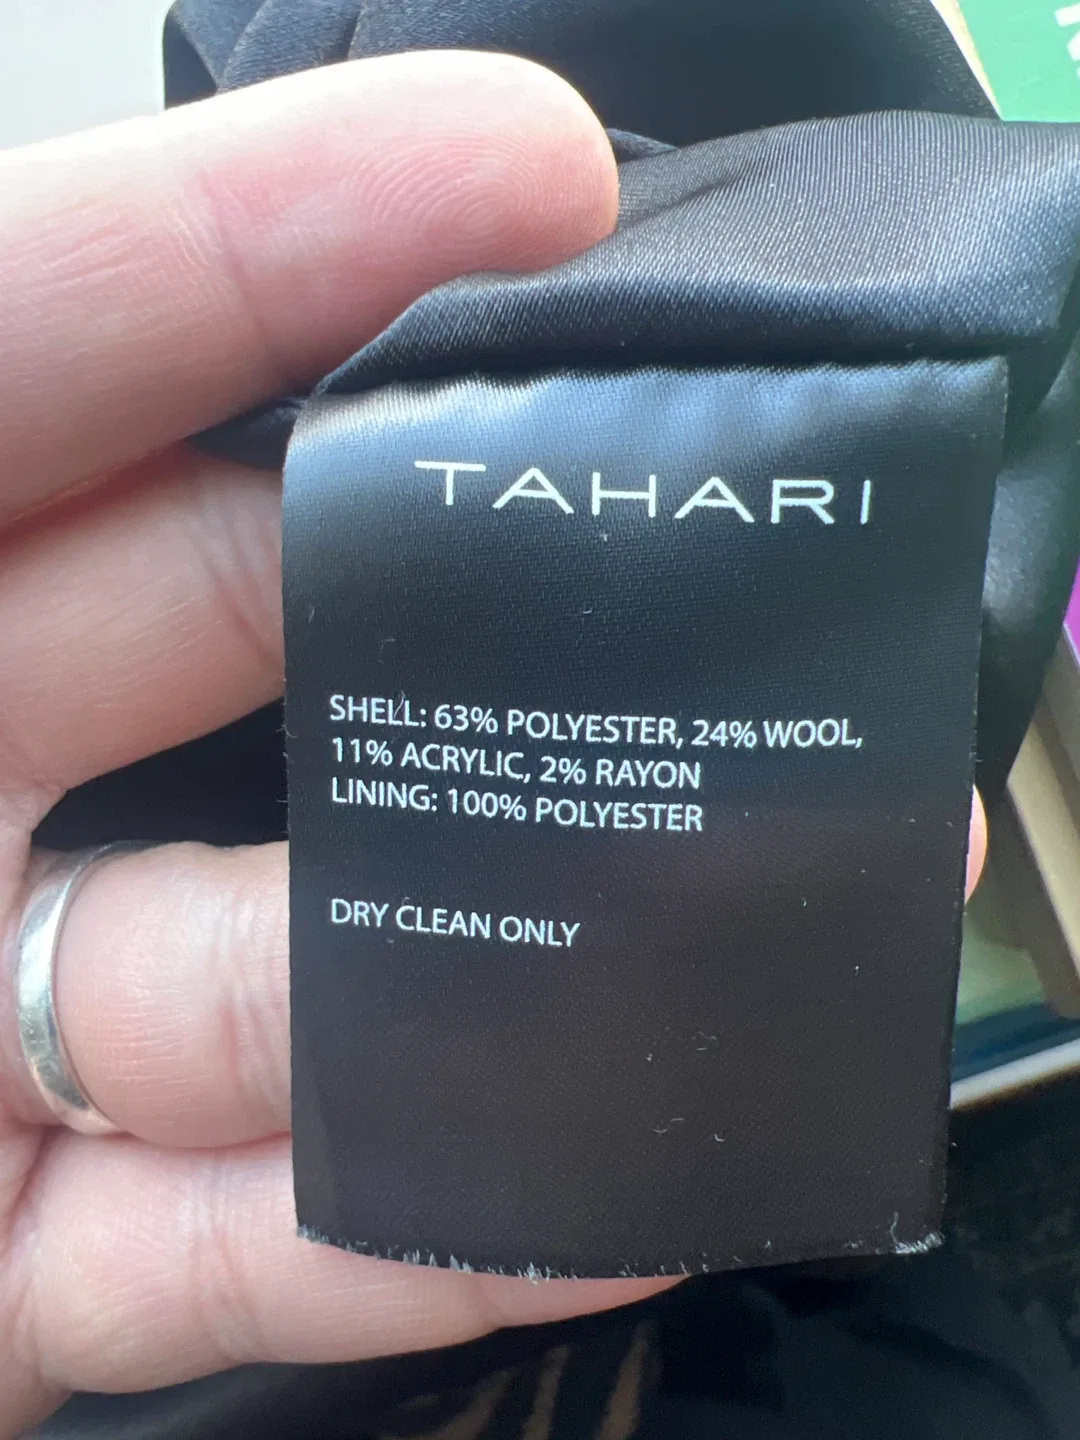 TAHARI
SHELL: 63% POLYESTER, 24% WOOL,
11% ACRYLIC, 2% RAYON
LINING: 100% POLYESTER
DRY CLEAN ONLY